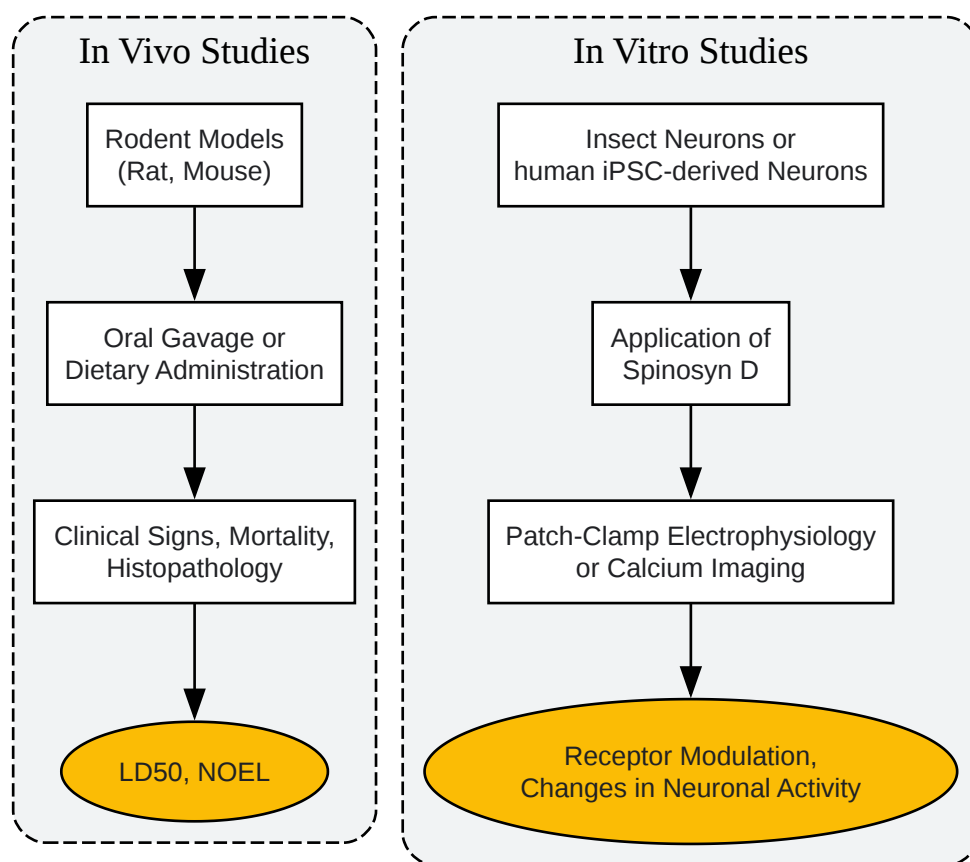 In Vivo Studies
Rodent Models
(Rat, Mouse)
Oral Gavage or
Dietary Administration
Clinical Signs, Mortality,
Histopathology
LD50, NOEL
In Vitro Studies
Insect Neurons or
human iPSC-derived Neurons
Application of
Spinosyn D
Patch-Clamp Electrophysiology
or Calcium Imaging
Receptor Modulation,
Changes in Neuronal Activity